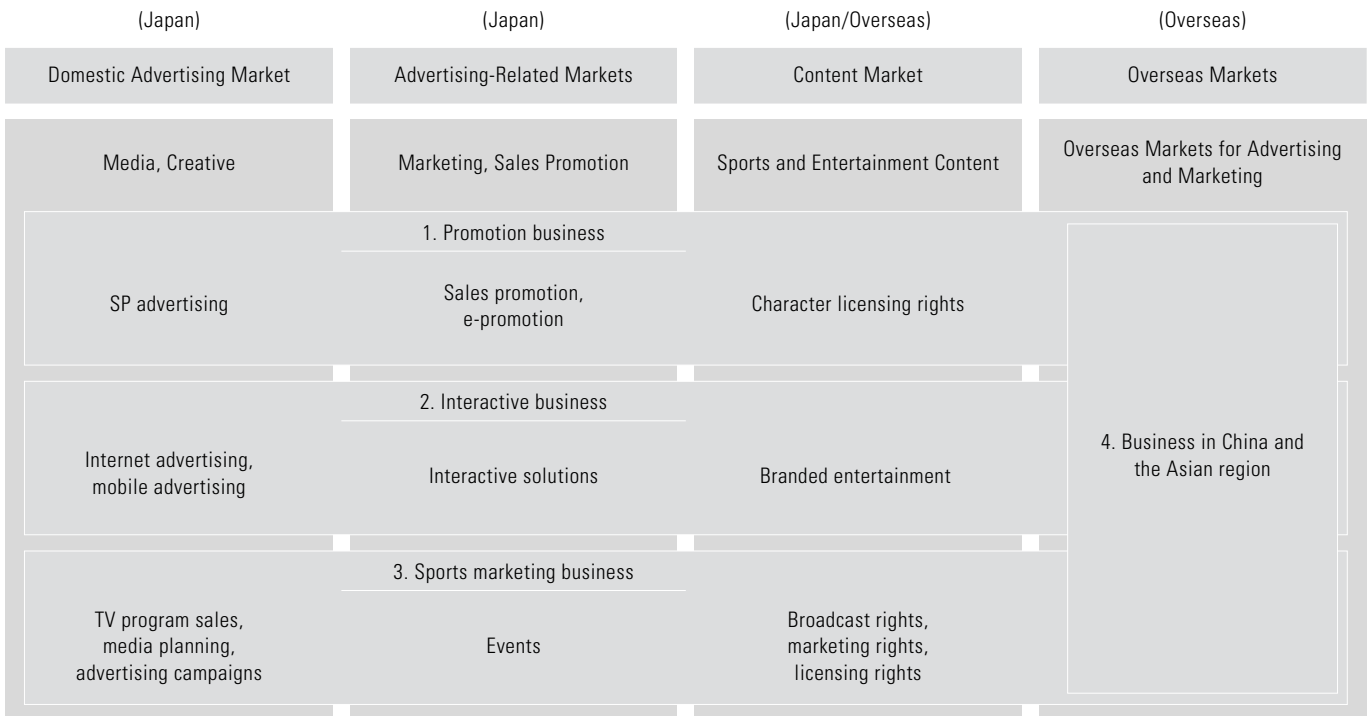 (Japan)
(Japan)
(Japan/Overseas)
(Overseas)
Domestic Advertising Market
Advertising-Related Markets
Content Market
Overseas Markets
Media, Creative
Marketing, Sales Promotion
Sports and Entertainment Content
Overseas Markets for Advertising
and Marketing
1. Promotion business
SP advertising
Sales promotion,
e-promotion
Character licensing rights
2. Interactive business
Internet advertising,
mobile advertising
Interactive solutions
Branded entertainment
4. Business in China and
the Asian region
3. Sports marketing business
TV program sales,
media planning,
advertising campaigns
Events
Broadcast rights,
marketing rights,
licensing rights